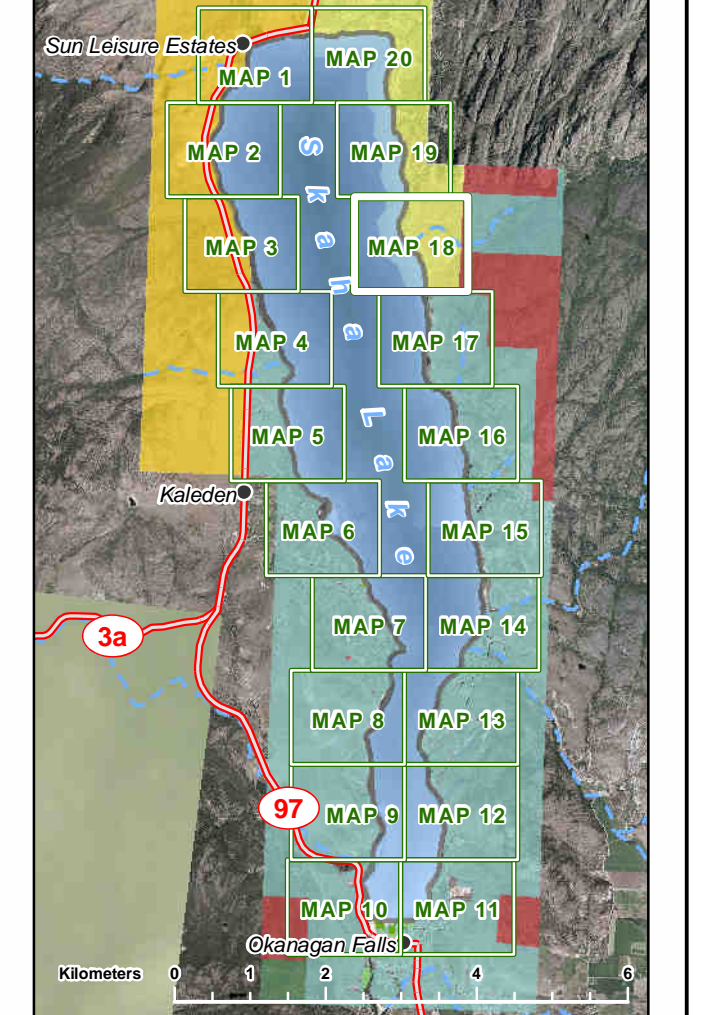 Sun Leisure Estates
MAP 20
MAP 1
MAP 2
MAP 19
MAP 3
MAP 18
MAP 4
MAP 17
MAP 5
MAP 16
Skaha Lake
Kaleden
MAP 6
MAP 15
MAP 7
MAP 14
3a
MAP 8
MAP 13
97
MAP 9
MAP 12
MAP 10
MAP 11
Okanagan Falls
Kilometers 0 1 2 4 6